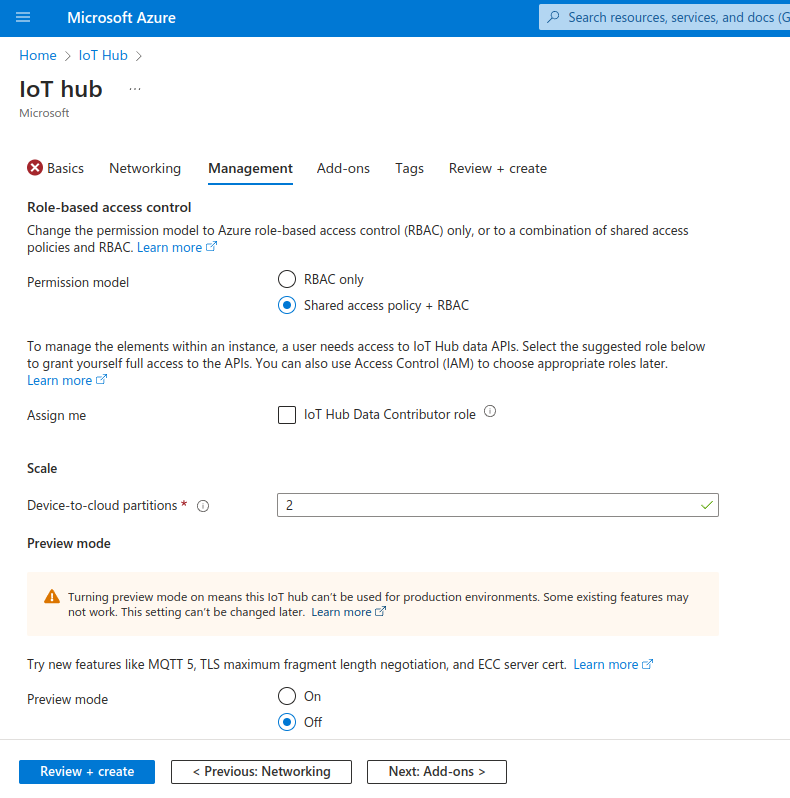 Microsoft Azure
Search resources, services, and docs (G
Home > IoT Hub >
IoT hub ...
Microsoft
Basics Networking Management Add-ons Tags Review + create
Role-based access control
Change the permission model to Azure role-based access control (RBAC) only, or to a combination of shared access
policies and RBAC. Learn more
Permission model
RBAC only
Shared access policy + RBAC
To manage the elements within an instance, a user needs access to IoT Hub data APIs. Select the suggested role below
to grant yourself full access to the APIs. You can also use Access Control (IAM) to choose appropriate roles later.
Learn more
Assign me
IoT Hub Data Contributor role
Scale
Device-to-cloud partitions *
2
Preview mode
Turning preview mode on means this IoT hub can't be used for production environments. Some existing features may
not work. This setting can't be changed later. Learn more
Try new features like MQTT 5, TLS maximum fragment length negotiation, and ECC server cert. Learn more
Preview mode
On
Off
Review + create
< Previous: Networking
Next: Add-ons >